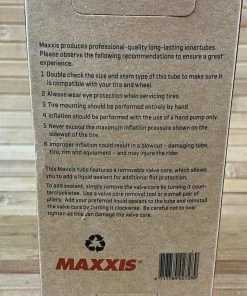 Maxxis produces professional-quality long-lasting innertubes.
Please observe the following recommendations to ensure a great
experience.
1 Double check the size and stem type of this tube to make sure it
is compatible with your tire and wheel.
2 Always wear eye protection when servicing tires.
3 Tire mounting should be performed entirely by hand.
4 Inflation should be performed with the use of a hand pump only.
5 Never exceed the maximum inflation pressure shown on the
sidewall of the tire.
6 Improper inflation could result in a blowout - damaging tube,
tire, rim and equipment - and may injure the rider.
This Maxxis tube features a removable valve core, which allows
you to add a liquid sealant for additional flat protection.
To add sealant, simply remove the valve core by turning it coun-
terclockwise. Use a valve core removal tool or a small pair of
pliers. Add your preferred liquid sealant to the tube and reinstall
the valve core by turning it clockwise. Be careful not to over
tighten as this can damage the valve core.
MAXXIS®